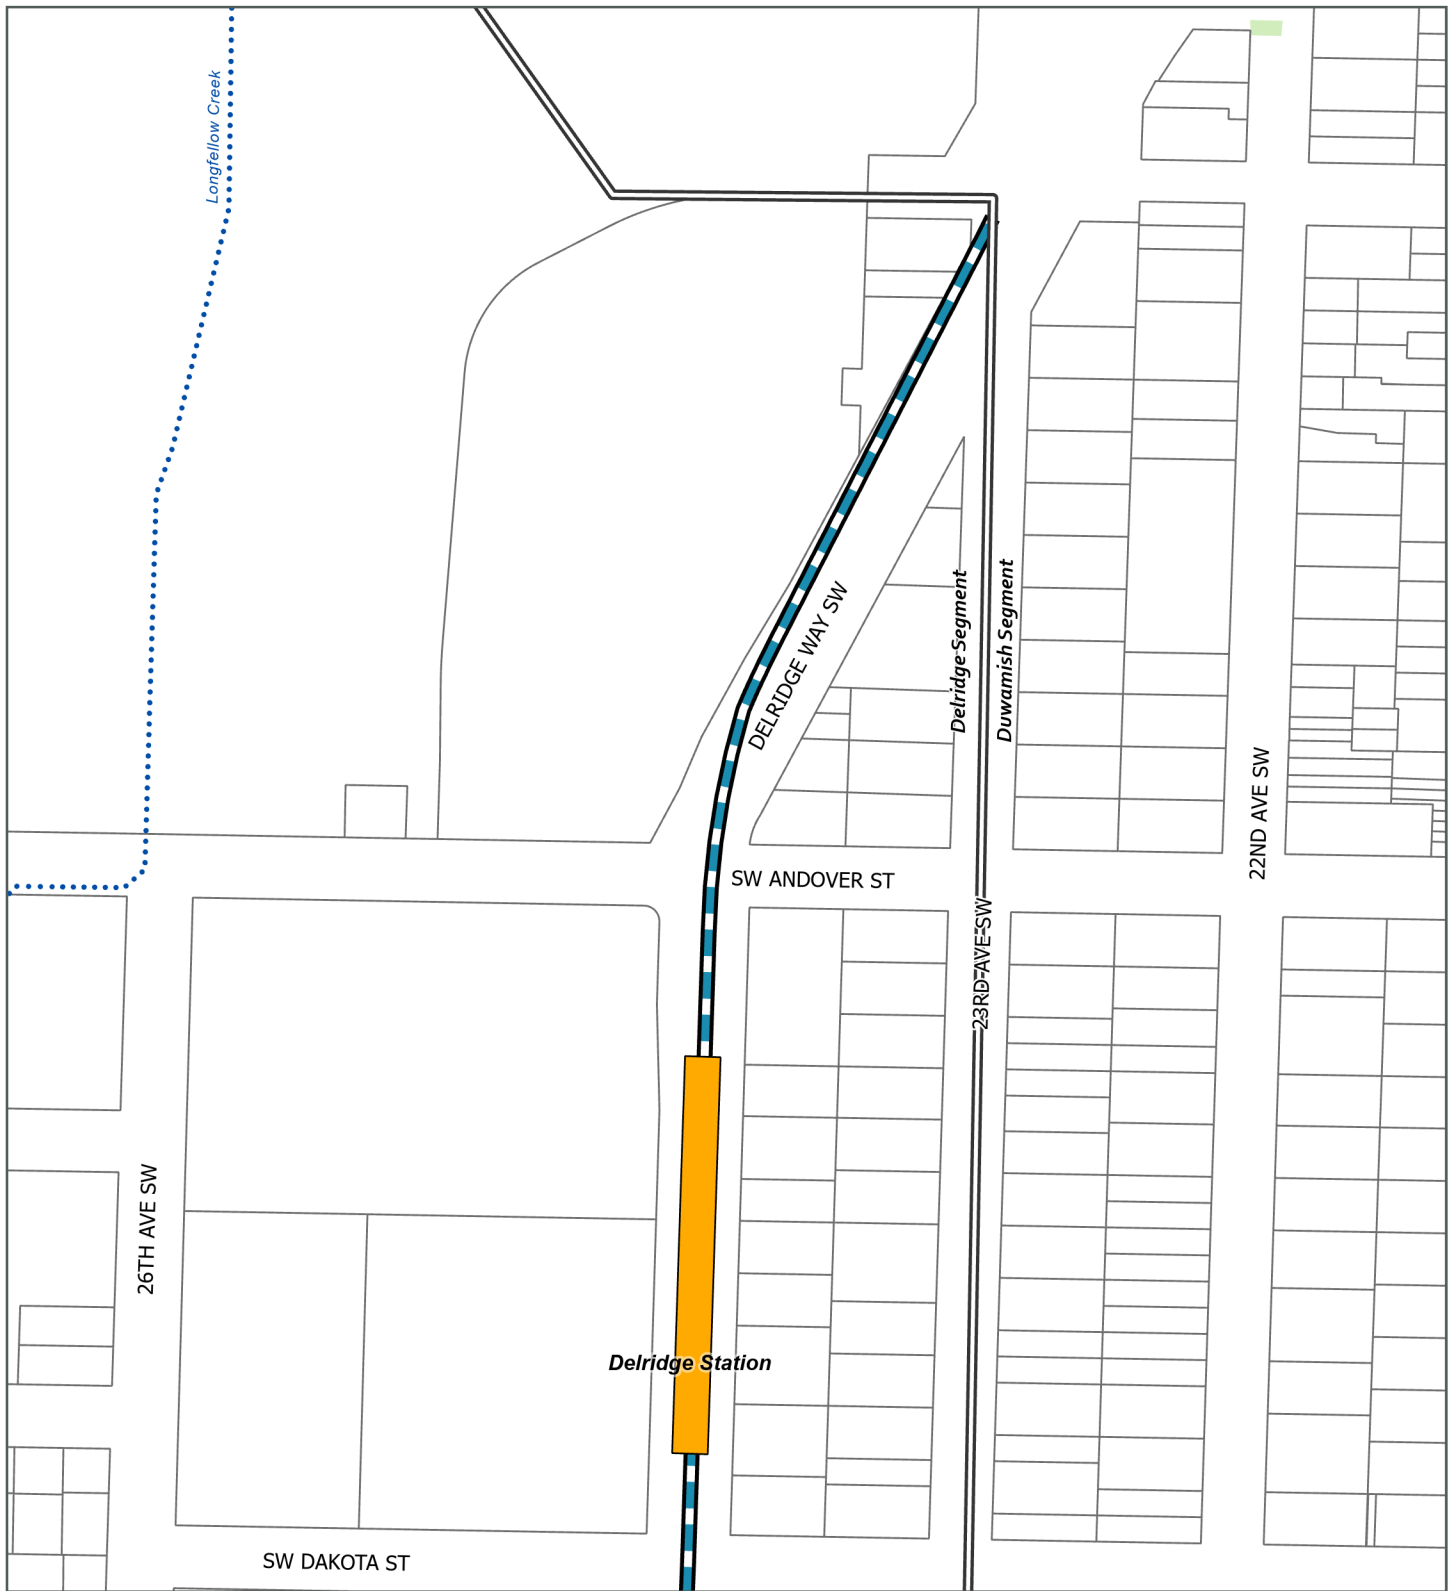 Longfellow Creek
DELRIDGE WAY SW
Delridge Segment
Duwamish Segment
22ND AVE SW
SW ANDOVER ST
23RD AVE SW
26TH AVE SW
Delridge Station
SW DAKOTA ST